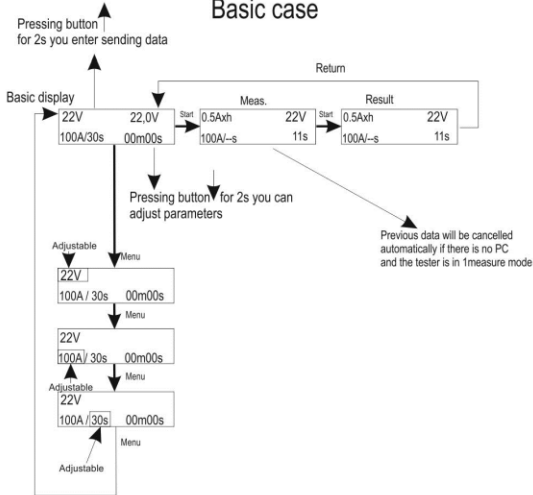 Basic case
Pressing button
for 2s you enter sending data
Return
Basic display
Meas.
Result
22V 22,0V
100A/30s 00m00s
Start
0.5Axh 22V
100A/--s 11s
Start
0.5Axh 22V
100A/--s 11s
Pressing button for 2s you can
adjust parameters
Previous data will be cancelled
automatically if there is no PC
and the tester is in 1measure mode
Menu
Adjustable
22V
100A / 30s 00m00s
Menu
22V
100A / 30s 00m00s
Menu
Adjustable
22V
100A / 30s 00m00s
Menu
Adjustable